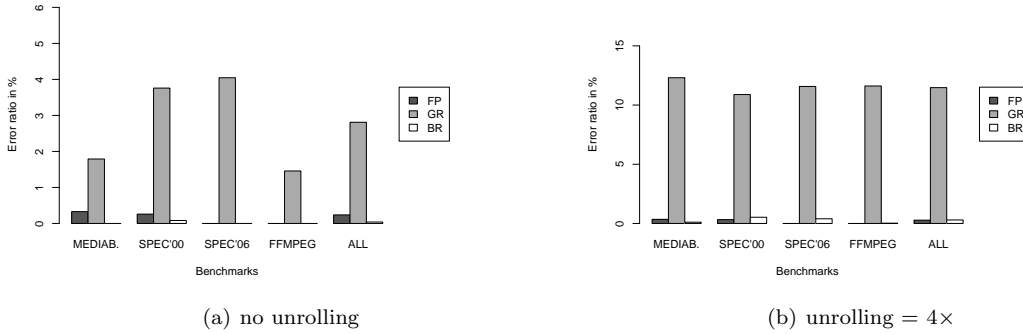 Error ratio in %
0
1
2
3
4
5
6
MEDIAB.
SPEC'00
SPEC'06
FFMPEG
ALL
Benchmarks
FP
GR
BR
(a) no unrolling
Error ratio in %
0
5
10
15
MEDIAB.
SPEC'00
SPEC'06
FFMPEG
ALL
Benchmarks
FP
GR
BR
(b) unrolling = 4×